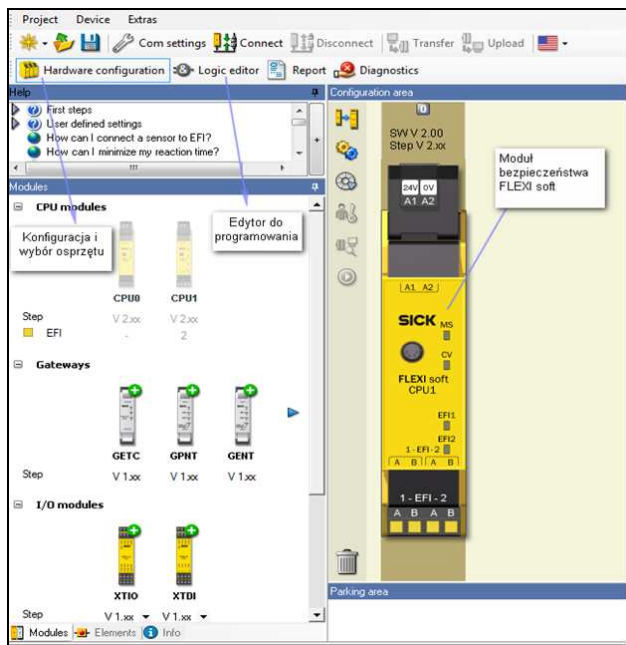 Project Device Extras
Com settings Connect Disconnect Transfer Upload
Hardware configuration Logic editor Report Diagnostics
Help
First steps
User defined settings
How can I connect a sensor to EFI?
How can I minimize my reaction time?
Modules
CPU modules
Konfiguracja i
wybór osprzętu
Edytor do
programowania
CPU0 CPU1
Step V 2.xx V 2.xx
EFI - 2
Gateways
GETC GPNT GENT
Step V 1.xx V 1.xx V 1.xx
I/O modules
XTIO XTDI
Step V 1.xx V 1.xx
Modules Elements Info
Configuration area
0
SW V 2.00
Step V 2.xx
24V 0V
A1 A2
A1 A2
SICK MS
CV
FLEXI soft
CPU1
EFI1
EFI2
1-EFI-2
A B A B
1 - EFI - 2
A B A B
Moduł
bezpieczeństwa
FLEXI soft
Parking area